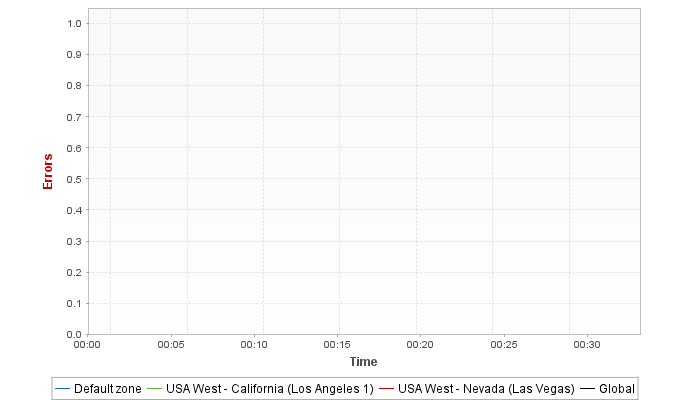 1.0
0.9
0.8
0.7
0.6
0.5
0.4
0.3
0.2
0.1
0.0
Errors
00:00 00:05 00:10 00:15 00:20 00:25 00:30
Time
Default zone USA West - California (Los Angeles 1) USA West - Nevada (Las Vegas) Global